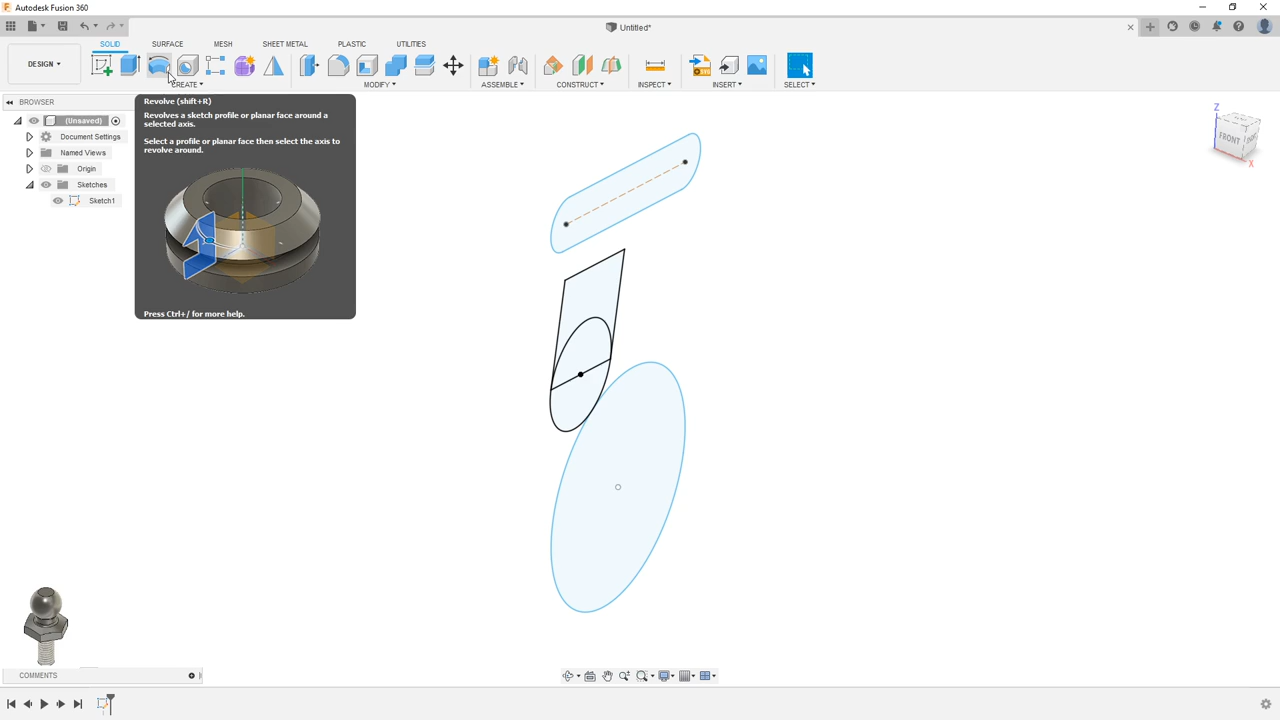 Autodesk Fusion 360
Untitled*
SOLID
SURFACE
MESH
SHEET METAL
PLASTIC
UTILITIES
DESIGN
CREATE
MODIFY
ASSEMBLE
CONSTRUCT
INSPECT
INSERT
SELECT
BROWSER
(Unsaved)
Document Settings
Named Views
Origin
Sketches
Sketch1
Revolve (shift+R)
Revolves a sketch profile or planar face around a
selected axis.
Select a profile or planar face then select the axis to
revolve around.
Press Ctrl+/ for more help.
Z
FRONT
X
COMMENTS